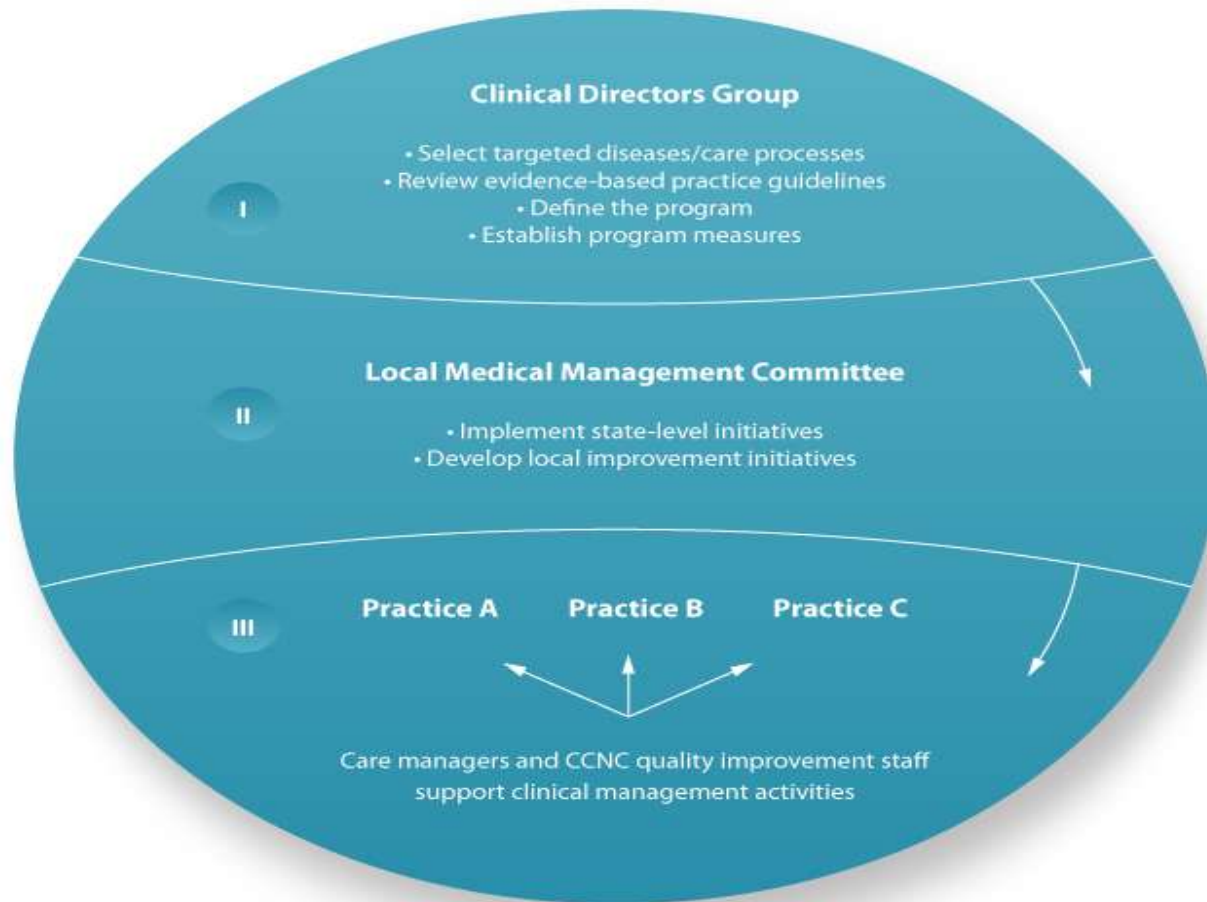 Clinical Directors Group
• Select targeted diseases/care processes
• Review evidence-based practice guidelines
• Define the program
• Establish program measures
I
Local Medical Management Committee
• Implement state-level initiatives
• Develop local improvement initiatives
II
Practice A Practice B Practice C
III
Care managers and CCNC quality improvement staff
support clinical management activities